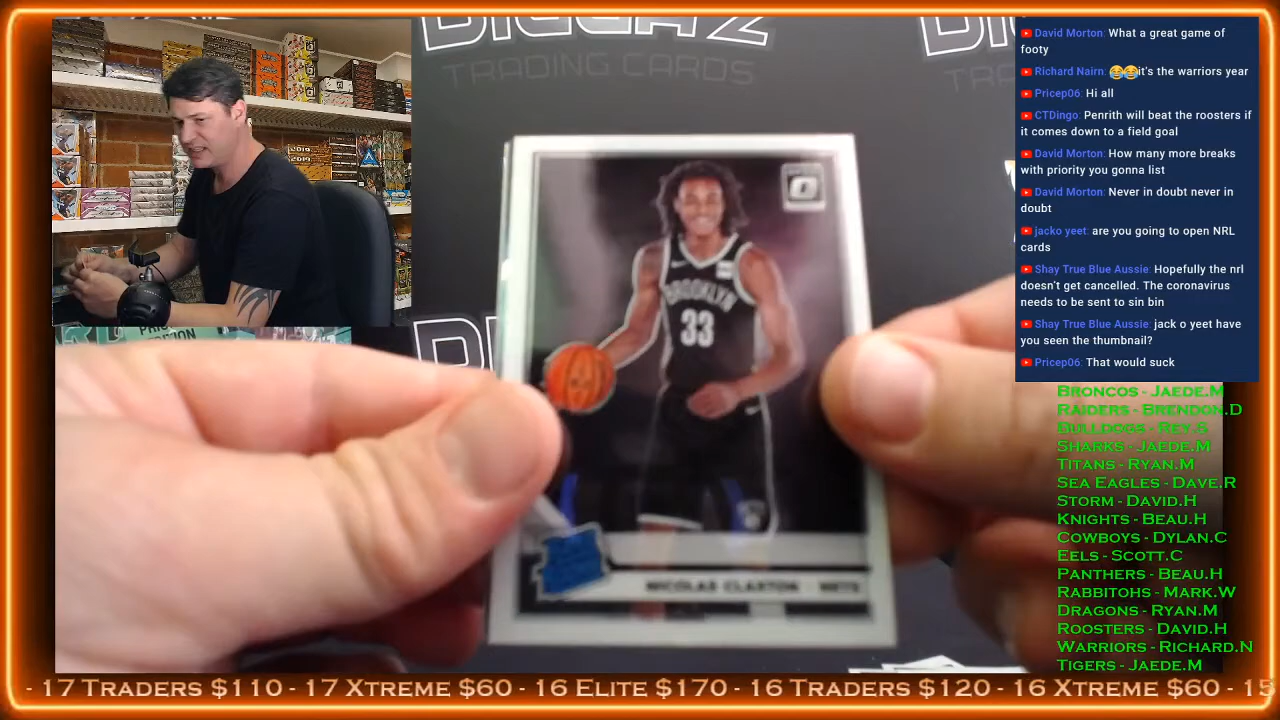 TRADING CARDS
BROOKLYN
33
NICOLAS CLAXTON NETS
2019
David Morton: What a great game of
footy
Richard Nairn: 😂😂it's the warriors year
Pricep06: Hi all
CTDingo: Penrith will beat the roosters if
it comes down to a field goal
David Morton: How many more breaks
with priority you gonna list
David Morton: Never in doubt never in
doubt
jacko yeet: are you going to open NRL
cards
Shay True Blue Aussie: Hopefully the nrl
doesn't get cancelled. The coronavirus
needs to be sent to sin bin
Shay True Blue Aussie: jack o yeet have
you seen the thumbnail?
Pricep06: That would suck
Broncos - Jaede.M
Raiders - Brendon.D
Bulldogs - Rey.S
Sharks - Jaede.M
Titans - Ryan.M
Sea Eagles - Dave.R
Storm - David.H
Knights - Beau.H
Cowboys - Dylan.C
Eels - Scott.C
Panthers - Beau.H
Rabbitohs - Mark.W
Dragons - Ryan.M
Roosters - David.H
Warriors - Richard.N
Tigers - Jaede.M
- 17 Traders $110 - 17 Xtreme $60 - 16 Elite $170 - 16 Traders $120 - 16 Xtreme $60 - 15